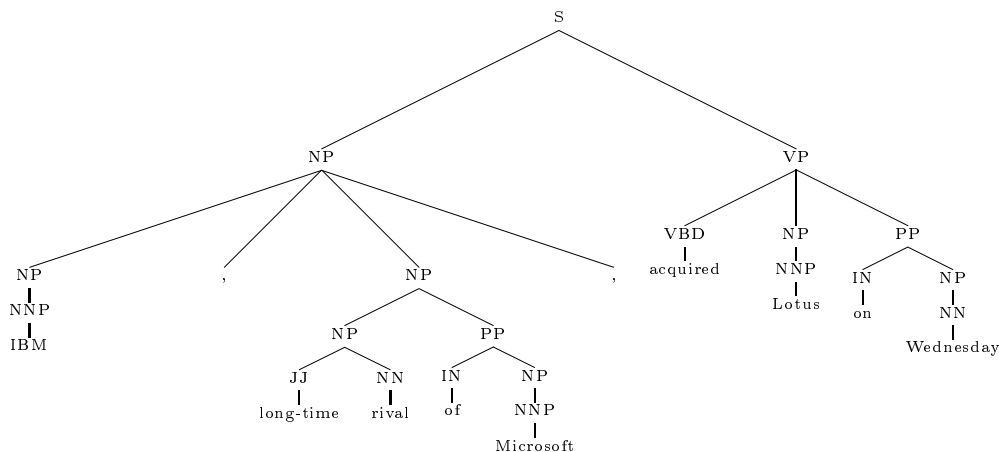 S
NP VP
VBD NP PP
acquired NNP IN NP
NP , NP ,
NNP Lotus on NN
IBM NP PP Wednesday
JJ NN IN NP
long-time rival of NNP
Microsoft